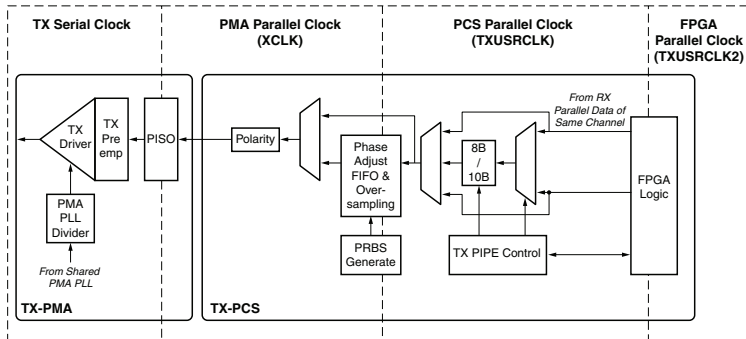 TX Serial Clock
PMA Parallel Clock
(XCLK)
PCS Parallel Clock
(TXUSRCLK)
FPGA
Parallel Clock
(TXUSRCLK2)
From RX
Parallel Data of
Same Channel
TX
Driver
TX
Pre
emp
PISO
Polarity
Phase
Adjust
FIFO &
Over-
sampling
8B
/
10B
FPGA
Logic
PMA
PLL
Divider
PRBS
Generate
TX PIPE Control
From Shared
PMA PLL
TX-PMA
TX-PCS